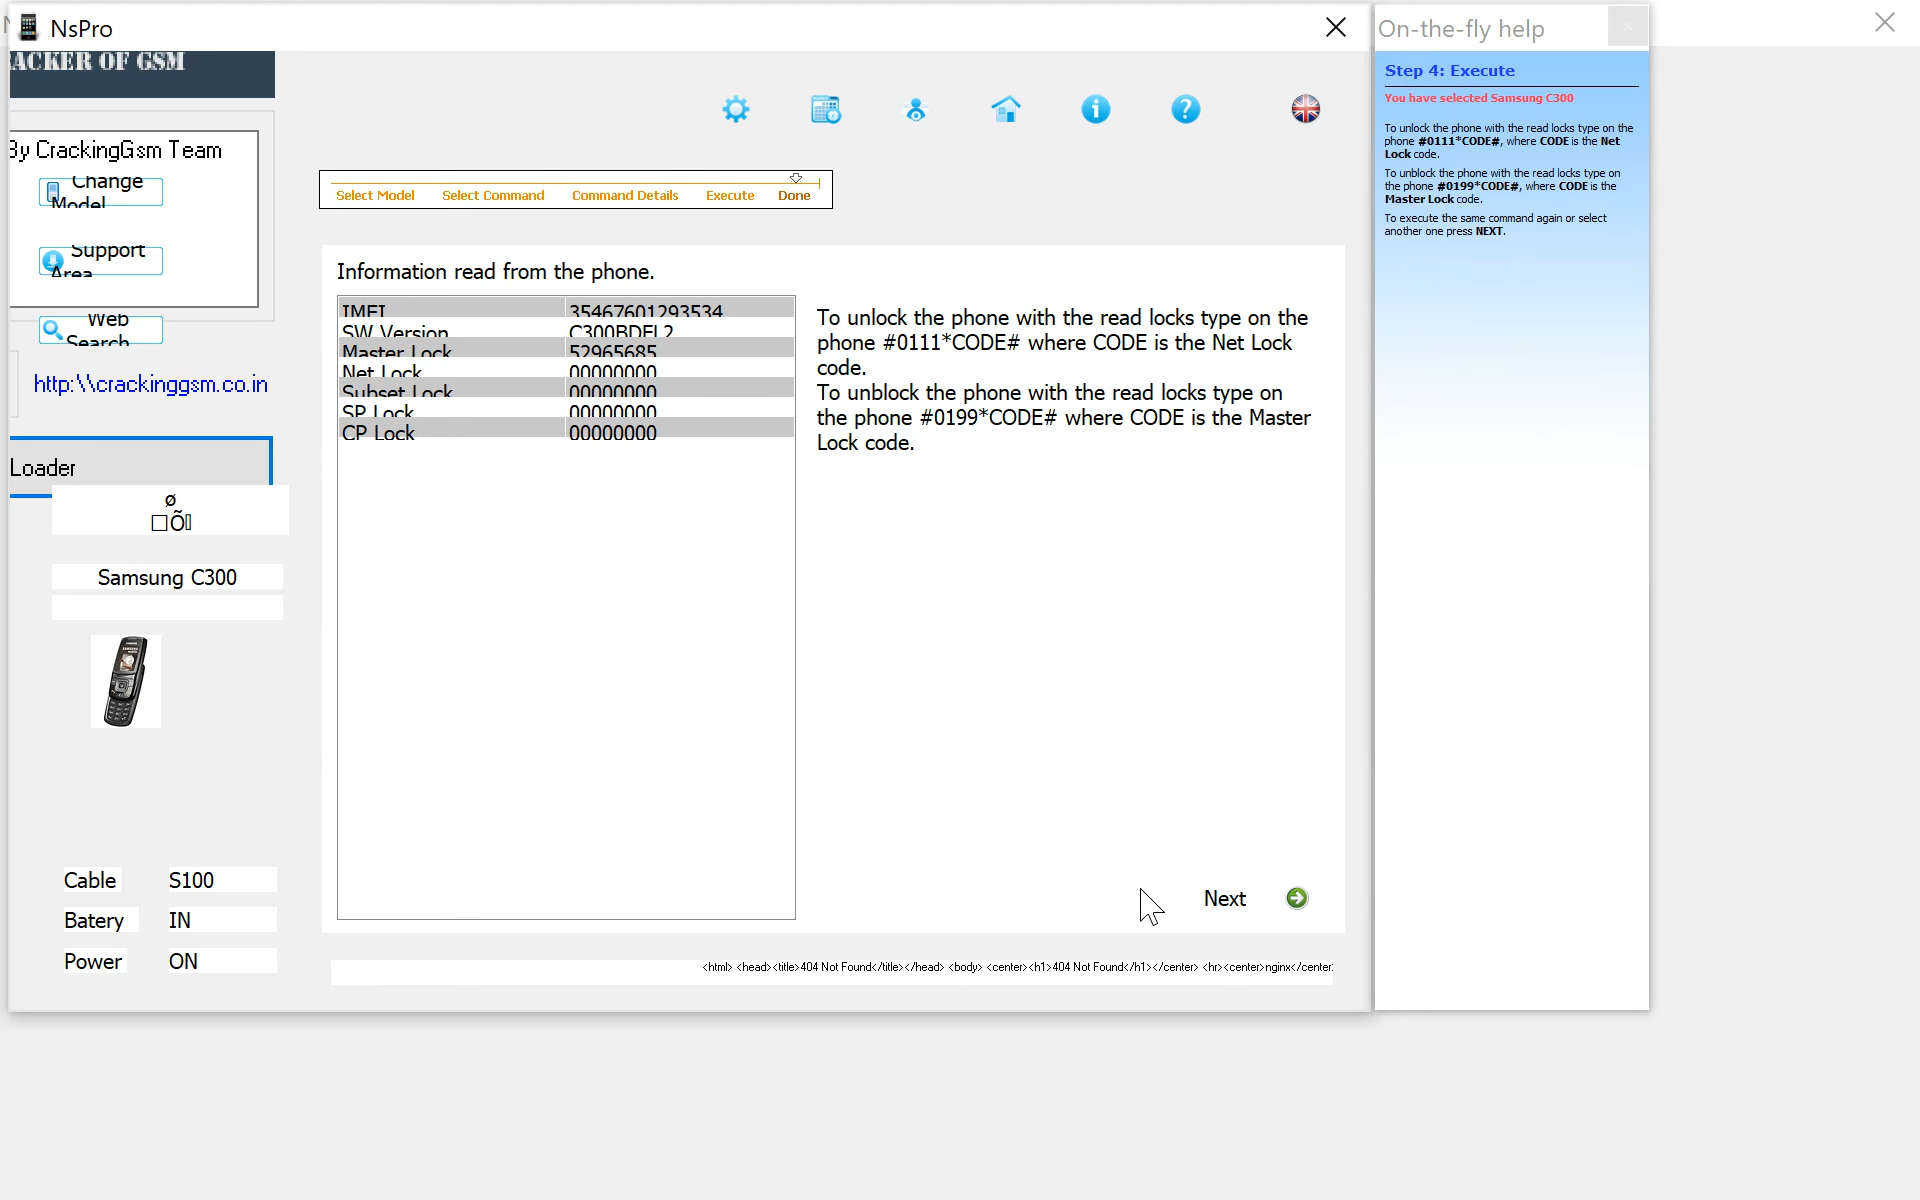 NsPro
On-the-fly help
ACKER OF GSM
By CrackingGsm Team
Change
Model
Support
Area
Web
Search
http:\\crackinggsm.co.in
Loader
ø
□Õ
Samsung C300
Cable S100
Batery IN
Power ON
Select Model Select Command Command Details Execute Done
Information read from the phone.
IMEI 35467601293534
SW Version C300BDFL2
Master Lock 52965685
Net Lock 00000000
Subset Lock 00000000
SP Lock 00000000
CP Lock 00000000
To unlock the phone with the read locks type on the
phone #0111*CODE# where CODE is the Net Lock
code.
To unblock the phone with the read locks type on
the phone #0199*CODE# where CODE is the Master
Lock code.
Next
<html> <head><title>404 Not Found</title></head> <body> <center><h1>404 Not Found</h1></center> <hr><center>nginx</center
Step 4: Execute
You have selected Samsung C300
To unlock the phone with the read locks type on the
phone #0111*CODE#, where CODE is the Net
Lock code.
To unblock the phone with the read locks type on
the phone #0199*CODE#, where CODE is the
Master Lock code.
To execute the same command again or select
another one press NEXT.